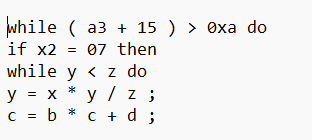 while ( a3 + 15 ) > 0xa do
if x2 = 07 then
while y < z do
y = x * y / z ;
c = b * c + d ;